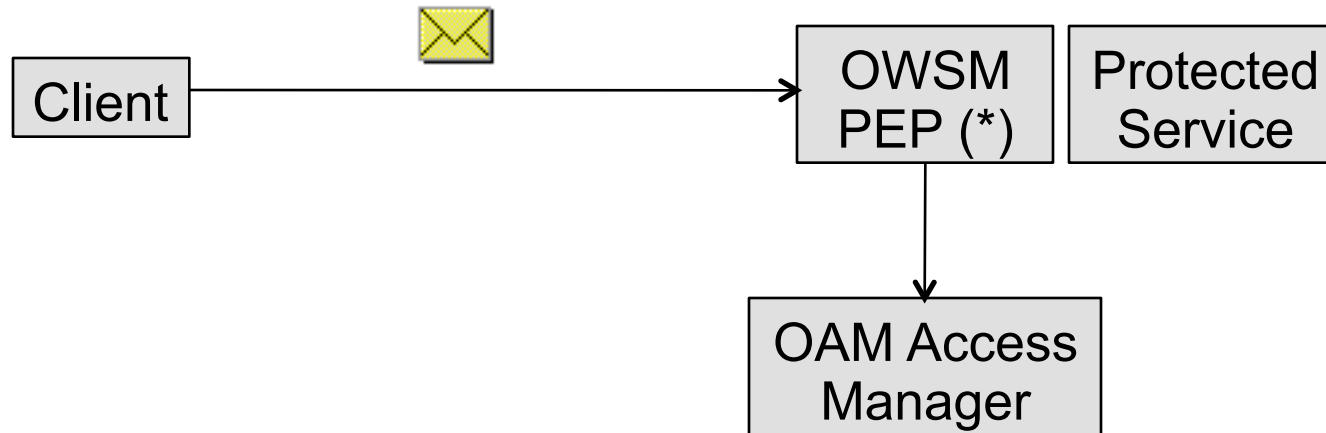 Client
OWSM
PEP (*)
Protected
Service
OAM Access
Manager